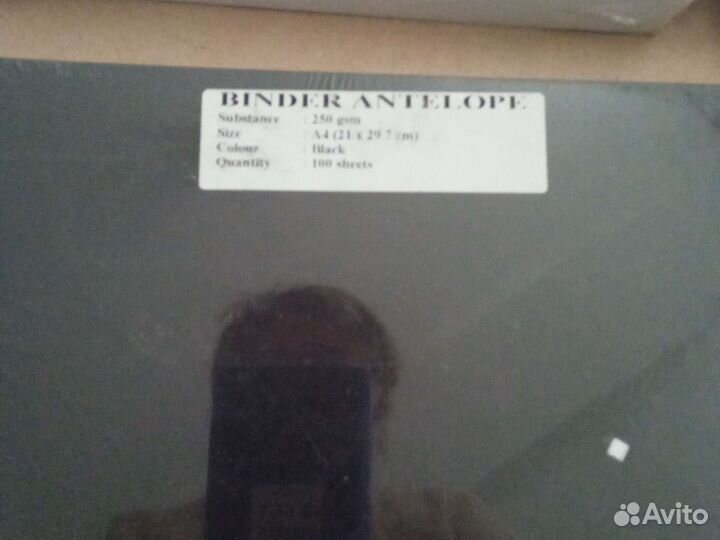 BINDER ANTELOPE
Substance : 250 gsm
Size : A4 (21 x 29.7 cm)
Colour : Black
Quantity : 100 sheets
Avito